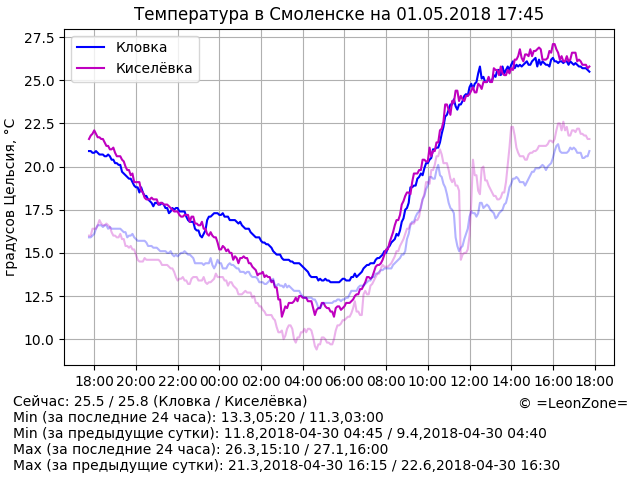 Температура в Смоленске на 01.05.2018 17:45
27.5
25.0
22.5
20.0
17.5
15.0
12.5
10.0
градусов Цельсия, °C
Кловка
Киселёвка
18:00 20:00 22:00 00:00 02:00 04:00 06:00 08:00 10:00 12:00 14:00 16:00 18:00
Сейчас: 25.5 / 25.8 (Кловка / Киселёвка)
© =LeonZone=
Min (за последние 24 часа): 13.3,05:20 / 11.3,03:00
Min (за предыдущие сутки): 11.8,2018-04-30 04:45 / 9.4,2018-04-30 04:40
Max (за последние 24 часа): 26.3,15:10 / 27.1,16:00
Max (за предыдущие сутки): 21.3,2018-04-30 16:15 / 22.6,2018-04-30 16:30